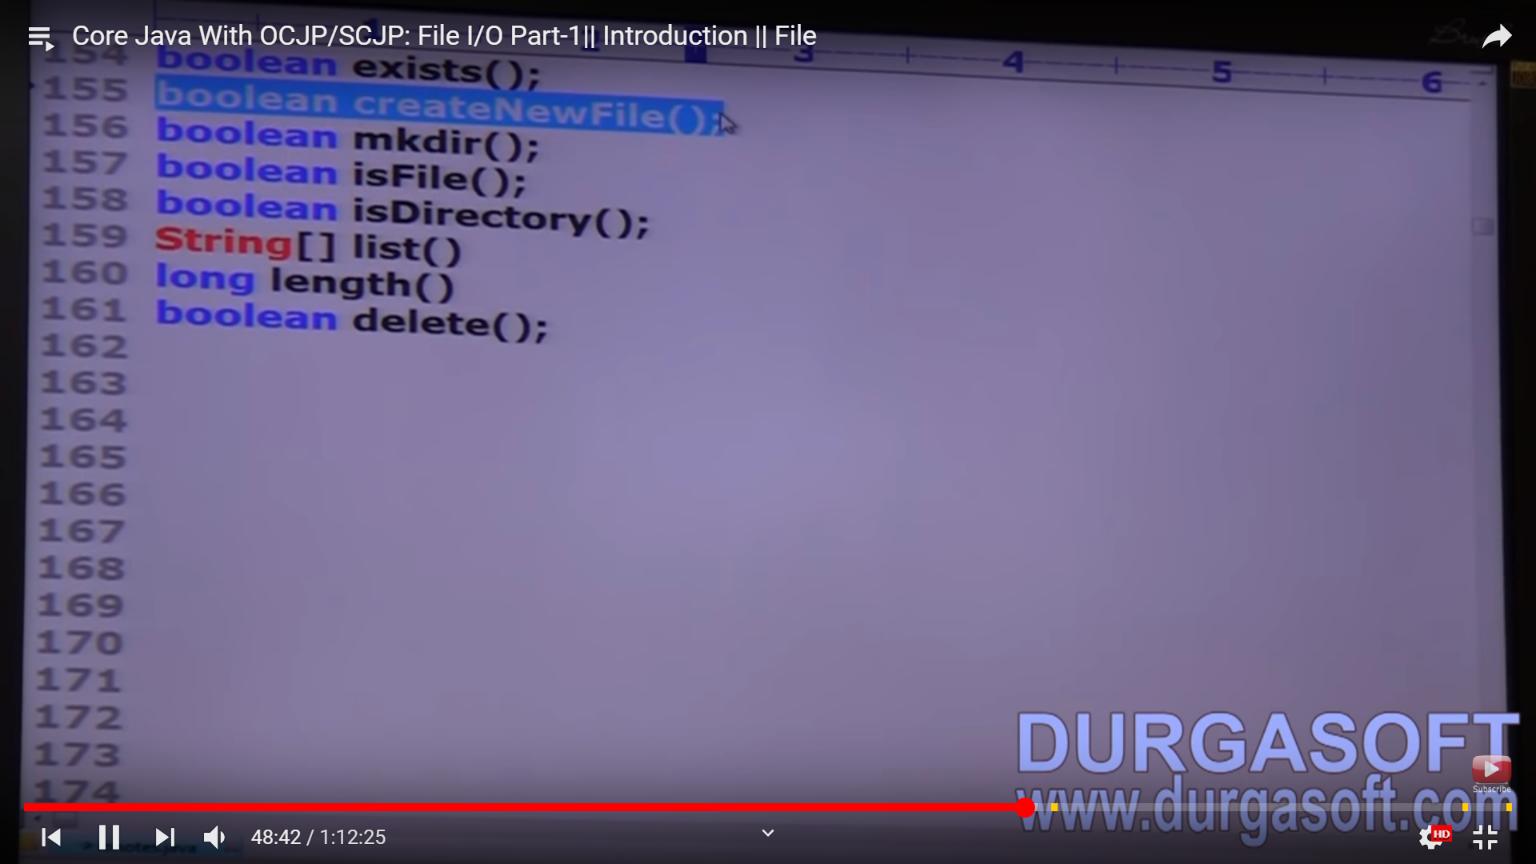 Core Java With OCJP/SCJP: File I/O Part-1|| Introduction || File
3 4 5 6
154 boolean exists();
155 boolean createNewFile();
156 boolean mkdir();
157 boolean isFile();
158 boolean isDirectory();
159 String[] list()
160 long length()
161 boolean delete();
162
163
164
165
166
167
168
169
170
171
172
173
174
DURGASOFT
www.durgasoft.com
Subscribe
48:42 / 1:12:25
HD